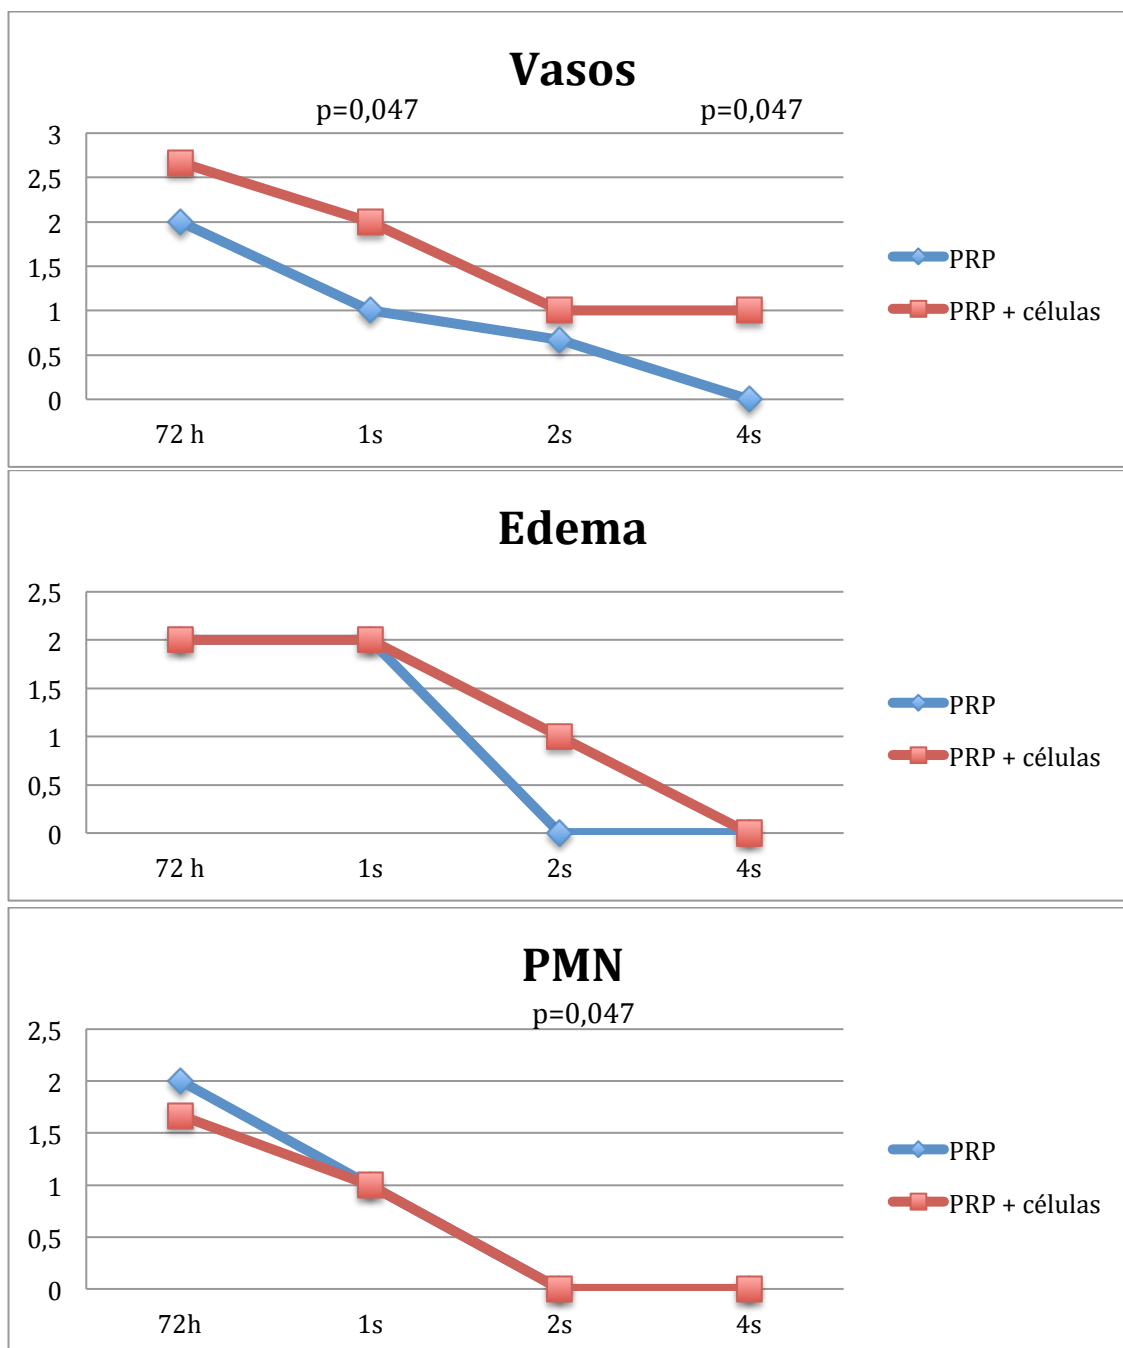 Vasos
p=0,047 p=0,047
3
2,5
2
1,5
1
0,5
0
72 h 1s 2s 4s
PRP
PRP + células
Edema
2,5
2
1,5
1
0,5
0
72 h 1s 2s 4s
PRP
PRP + células
PMN
p=0,047
2,5
2
1,5
1
0,5
0
72h 1s 2s 4s
PRP
PRP + células